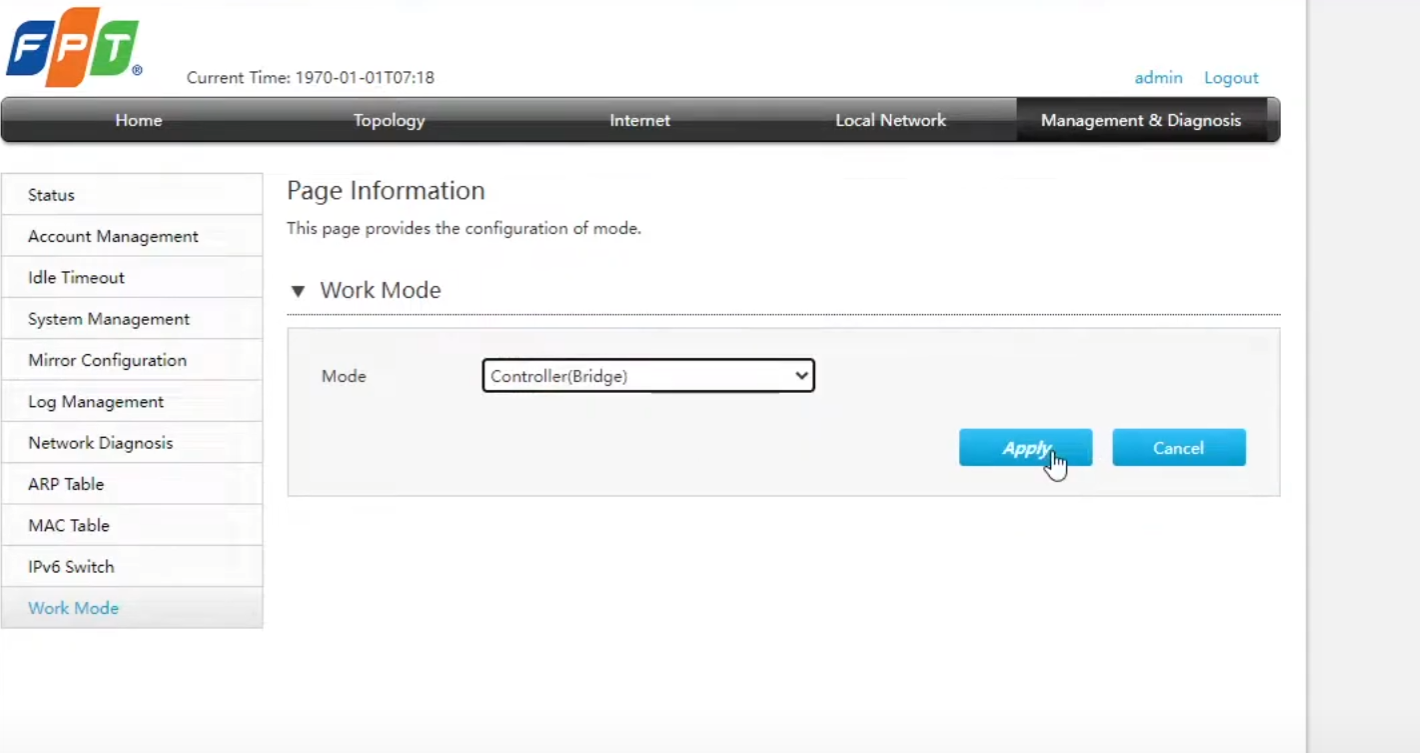 FPT®
Current Time: 1970-01-01T07:18
admin Logout
Home Topology Internet Local Network Management & Diagnosis
Status
Account Management
Idle Timeout
System Management
Mirror Configuration
Log Management
Network Diagnosis
ARP Table
MAC Table
IPv6 Switch
Work Mode
Page Information
This page provides the configuration of mode.
Work Mode
Mode Controller(Bridge)
Apply Cancel